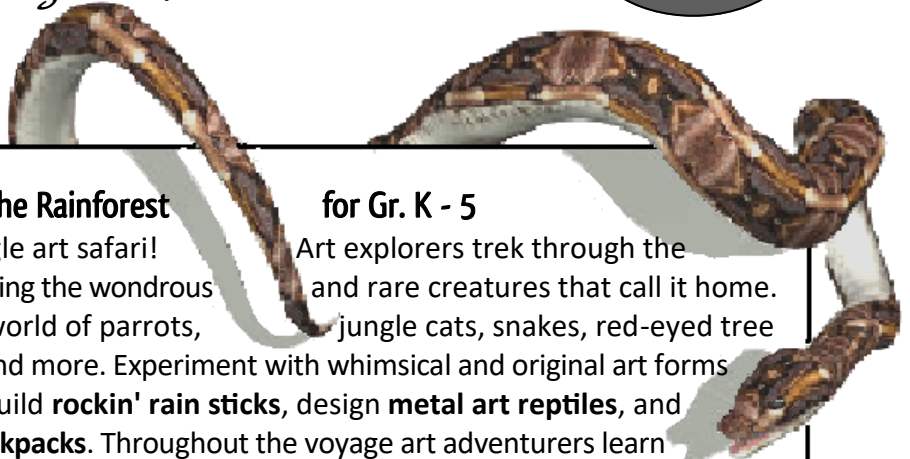 he Rainforest for Gr. K - 5
gle art safari! Art explorers trek through the
ing the wondrous and rare creatures that call it home.
world of parrots, jungle cats, snakes, red-eyed tree
nd more. Experiment with whimsical and original art forms
uild rockin' rain sticks, design metal art reptiles, and
kpacks. Throughout the voyage art adventurers learn